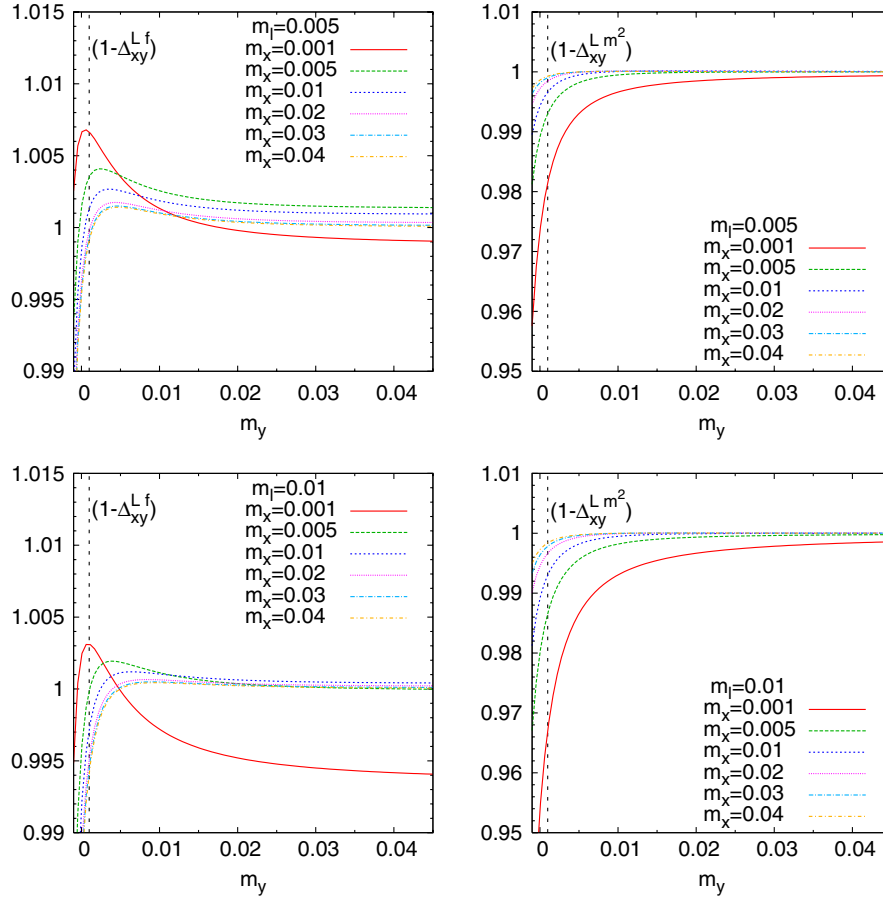 1.015
1.01
1.005
1
0.995
0.99
0
0.01
0.02
0.03
0.04
m_y
(1-Δ_xy^{L f})
m_l=0.005
m_x=0.001
m_x=0.005
m_x=0.01
m_x=0.02
m_x=0.03
m_x=0.04
1.01
1
0.99
0.98
0.97
0.96
0.95
0
0.01
0.02
0.03
0.04
m_y
(1-Δ_xy^{L m²})
m_l=0.005
m_x=0.001
m_x=0.005
m_x=0.01
m_x=0.02
m_x=0.03
m_x=0.04
1.015
1.01
1.005
1
0.995
0.99
0
0.01
0.02
0.03
0.04
m_y
(1-Δ_xy^{L f})
m_l=0.01
m_x=0.001
m_x=0.005
m_x=0.01
m_x=0.02
m_x=0.03
m_x=0.04
1.01
1
0.99
0.98
0.97
0.96
0.95
0
0.01
0.02
0.03
0.04
m_y
(1-Δ_xy^{L m²})
m_l=0.01
m_x=0.001
m_x=0.005
m_x=0.01
m_x=0.02
m_x=0.03
m_x=0.04